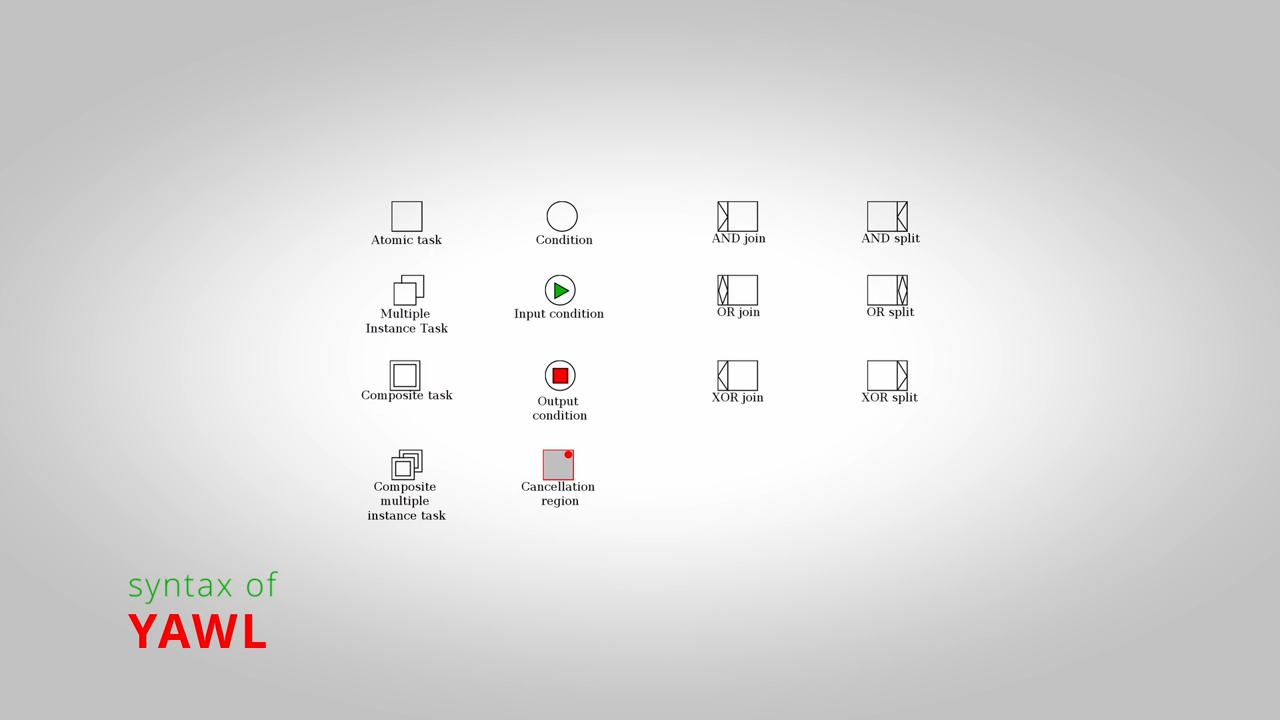 Atomic task
Condition
AND join
AND split
Multiple
Instance Task
Input condition
OR join
OR split
Composite task
Output
condition
XOR join
XOR split
Composite
multiple
instance task
Cancellation
region
syntax of
YAWL